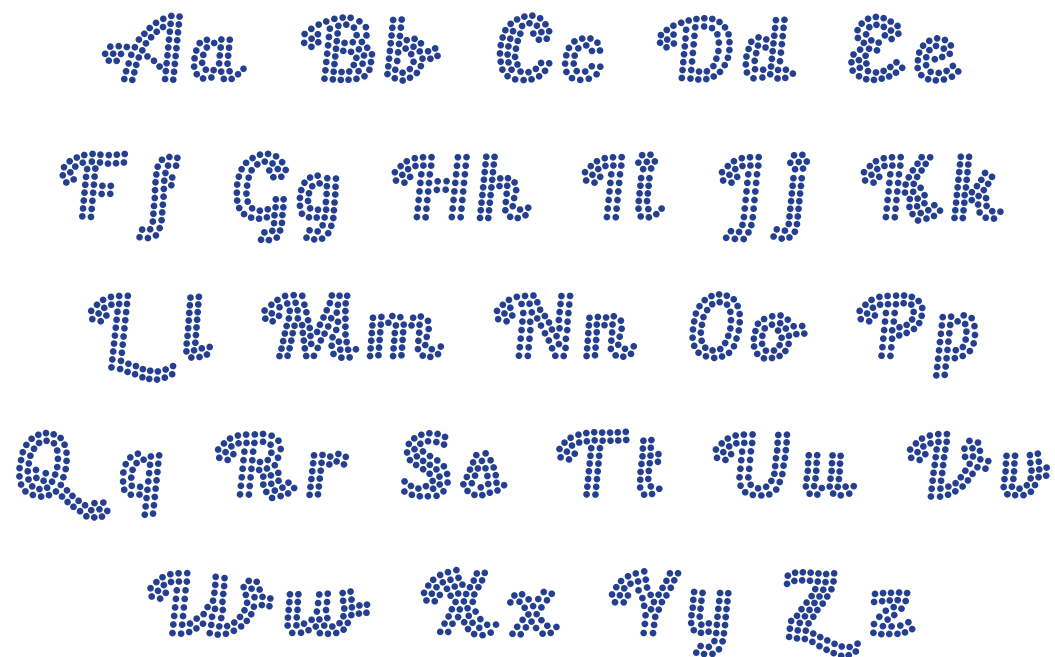 Aa Bb Cc Dd Ee
Ff Gg Hh Ii Jj Kk
Ll Mm Nn Oo Pp
Qq Rr Ss Tt Uu Vv
Ww Xx Yy Zz